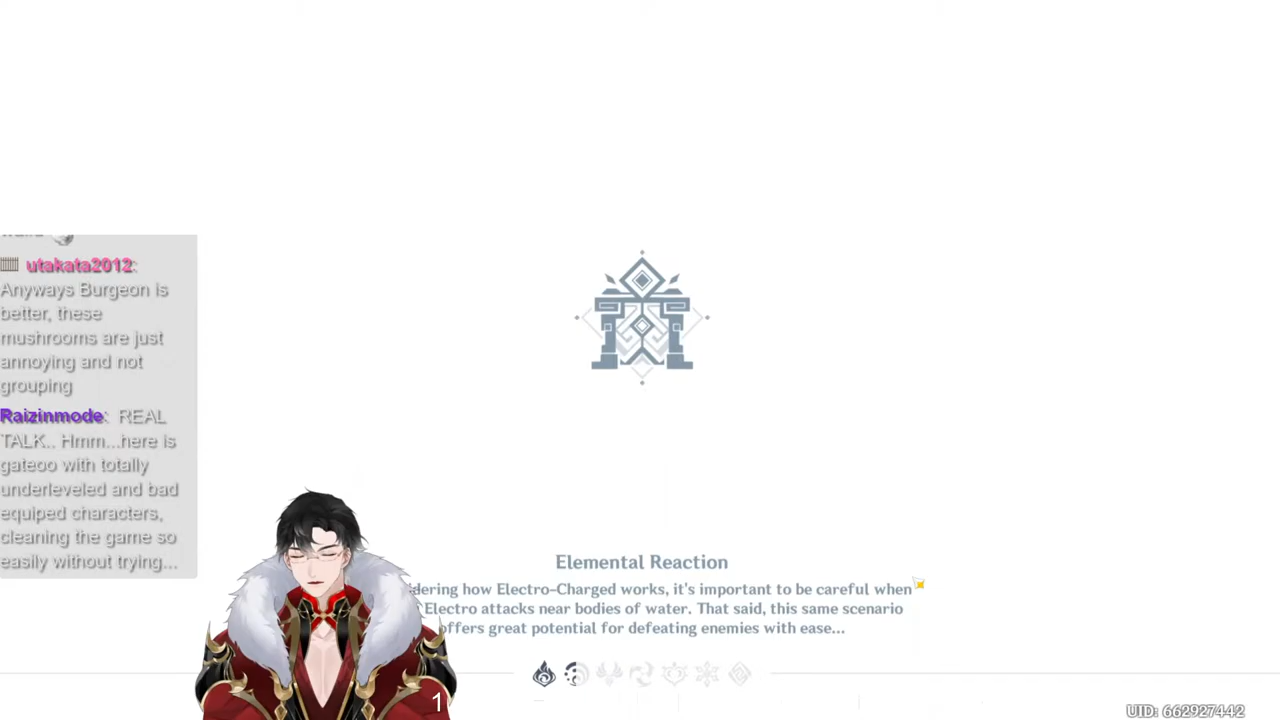 utakata2012:
Anyways Burgeon is
better, these
mushrooms are just
annoying and not
grouping
Raizinmode: REAL
TALK.. Hmm...here is
gateoo with totally
underleveled and bad
equiped characters,
cleaning the game so
easily without trying...
Elemental Reaction
how Electro-Charged works, it's important to be careful when
Electro attacks near bodies of water. That said, this same scenario
offers great potential for defeating enemies with ease...
1
UID: 662927442